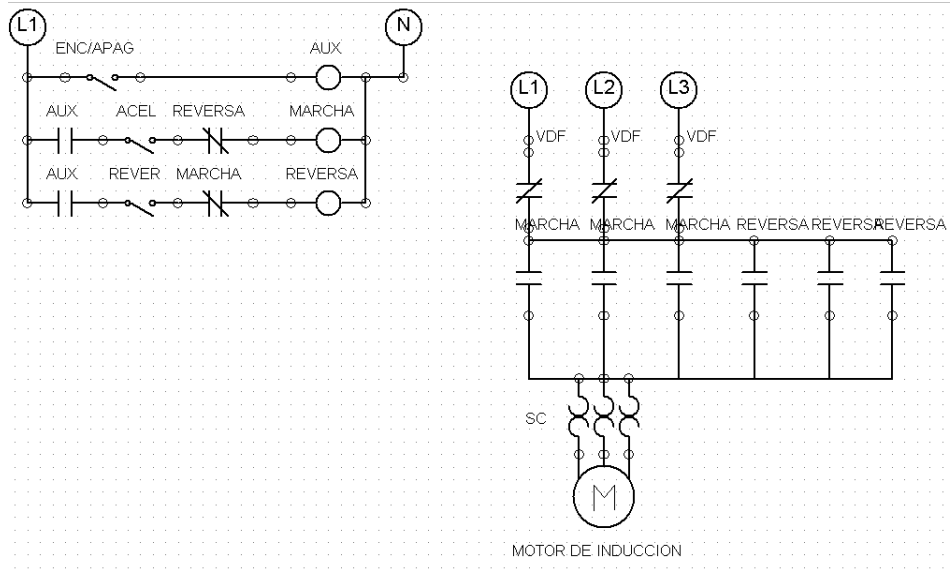 L1 N
ENC/APAG AUX
AUX ACEL REVERSA MARCHA
AUX REVER MARCHA REVERSA
L1 L2 L3
VDF VDF VDF
MARCHA MARCHA MARCHA REVERSA REVERSA REVERSA
SC
M
MOTOR DE INDUCCION